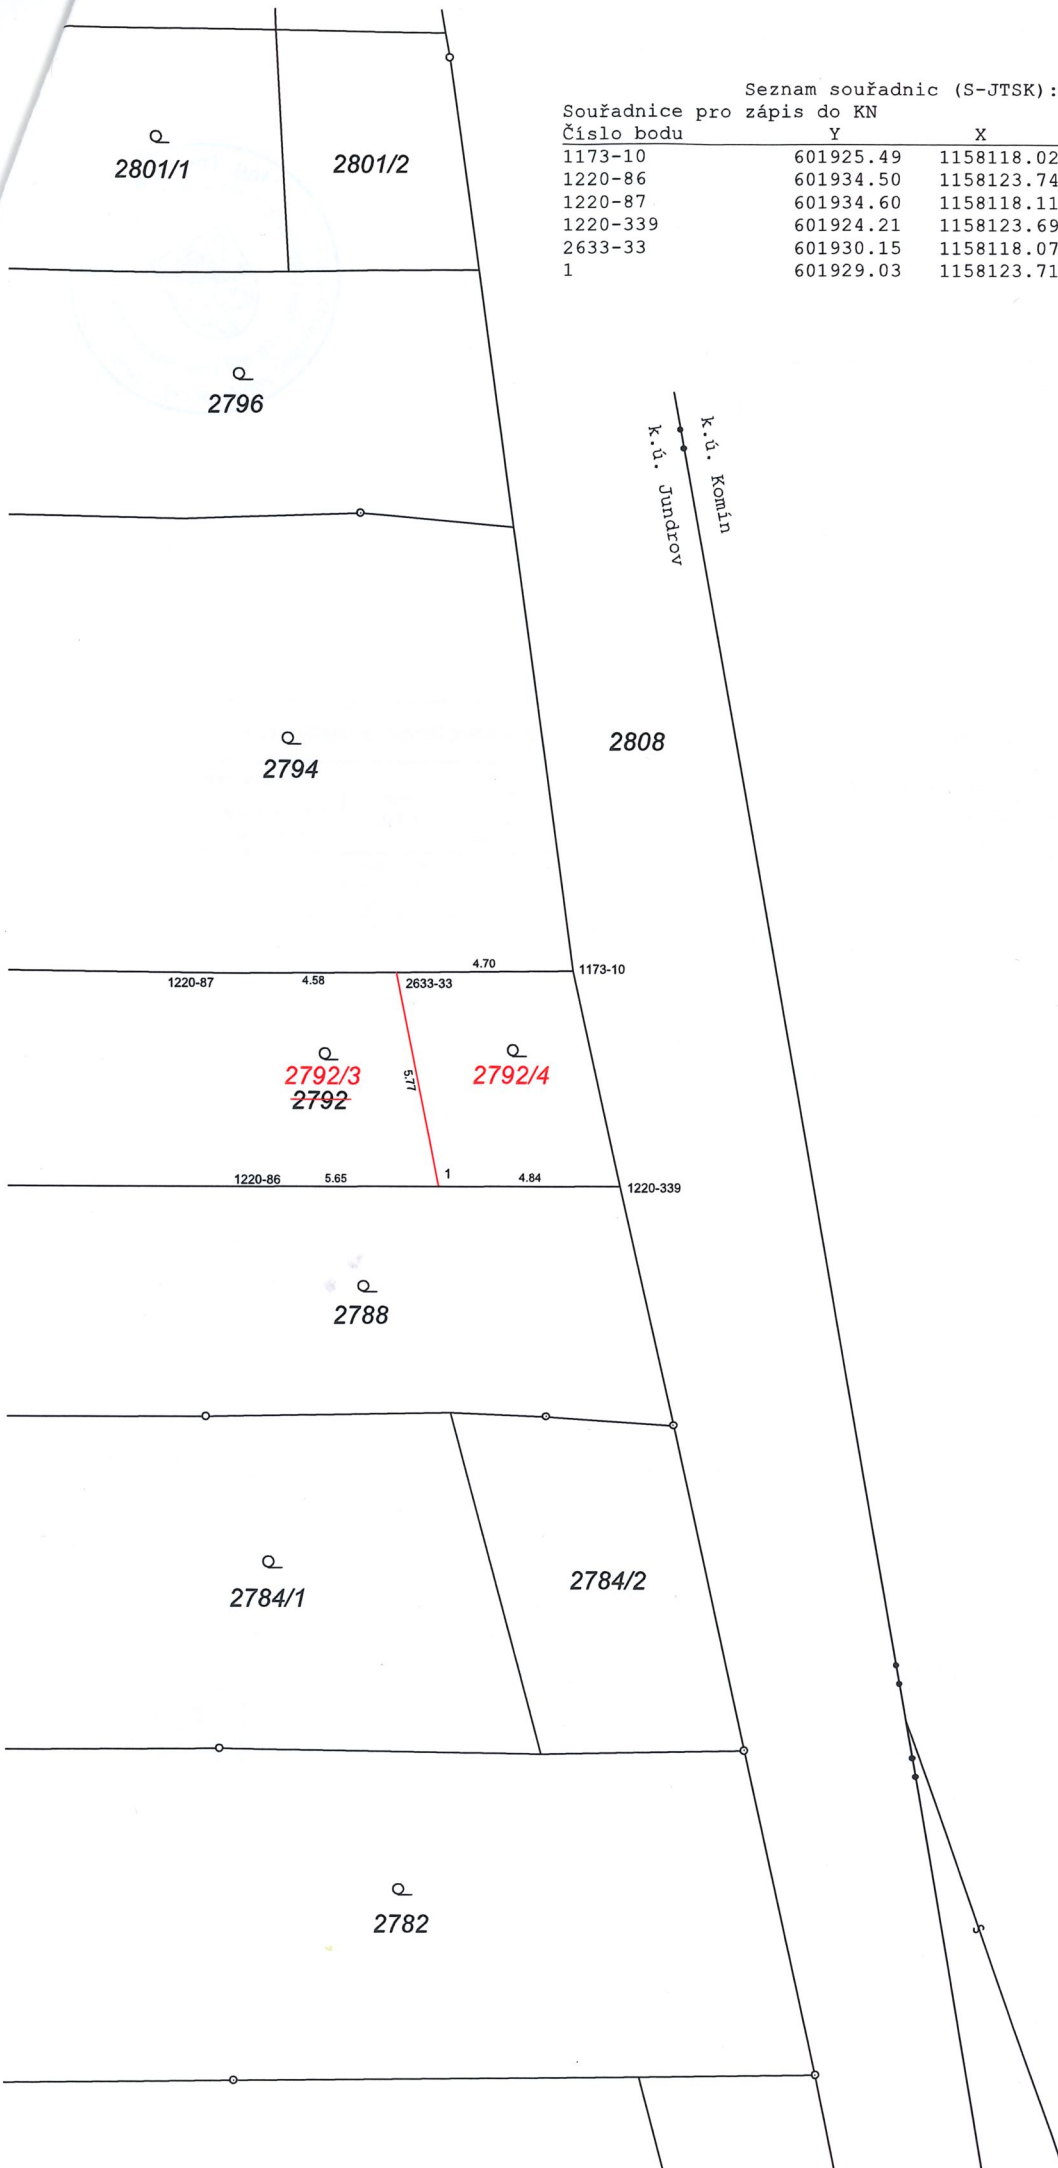 Seznam souřadnic (S-JTSK):
Souřadnice pro zápis do KN
Číslo bodu Y X
1173-10 601925.49 1158118.02
1220-86 601934.50 1158123.74
1220-87 601934.60 1158118.11
1220-339 601924.21 1158123.69
2633-33 601930.15 1158118.07
1 601929.03 1158123.71
2801/1
2801/2
2796
k.ú. Komín
k.ú. Jundrov
2808
2794
4.70
1173-10
1220-87
4.58
2633-33
2792/3
2792
5.77
2792/4
1220-86
5.65
1
4.84
1220-339
2788
2784/1
2784/2
2782